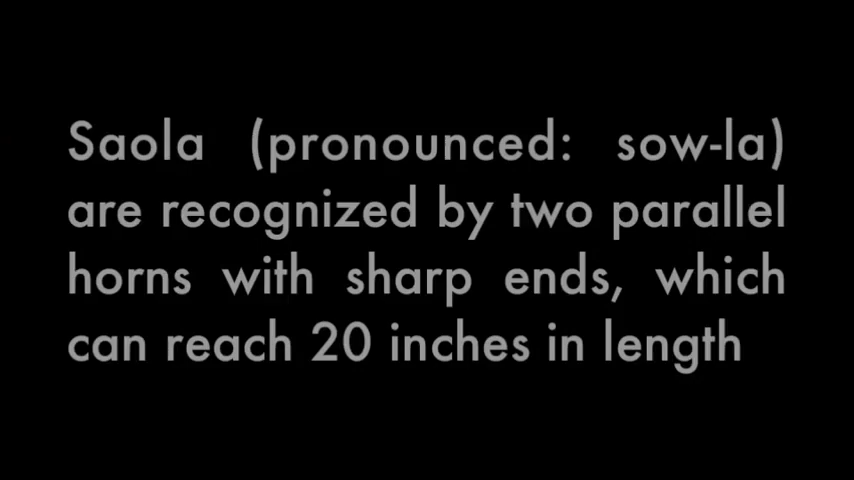 Saola (pronounced: sow-la)
are recognized by two parallel
horns with sharp ends, which
can reach 20 inches in length